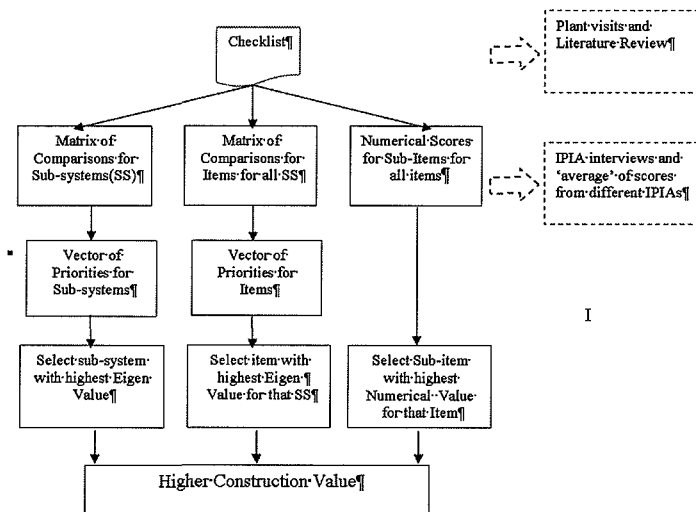 Checklist¶
Plant·visits·and·
Literature·Review¶
Matrix·of·
Comparisons·for·
Sub-systems(SS)¶
Matrix·of·
Comparisons·for·
Items·for·all·SS¶
Numerical·Scores·
for·Sub-Items·for·
all·items¶
IPIA·interviews·and·
‘average’·of·scores·
from·different·IPIAs¶
Vector·of·
Priorities·for·
Sub-systems¶
Vector·of·
Priorities·for·
Items¶
Select·sub-system·
with·highest·Eigen·
Value¶
Select·item·with·
highest·Eigen·¶
Value·for·that·SS¶
Select·Sub-item·
with·highest·
Numerical··Value·
for·that·Item¶
Higher·Construction·Value¶